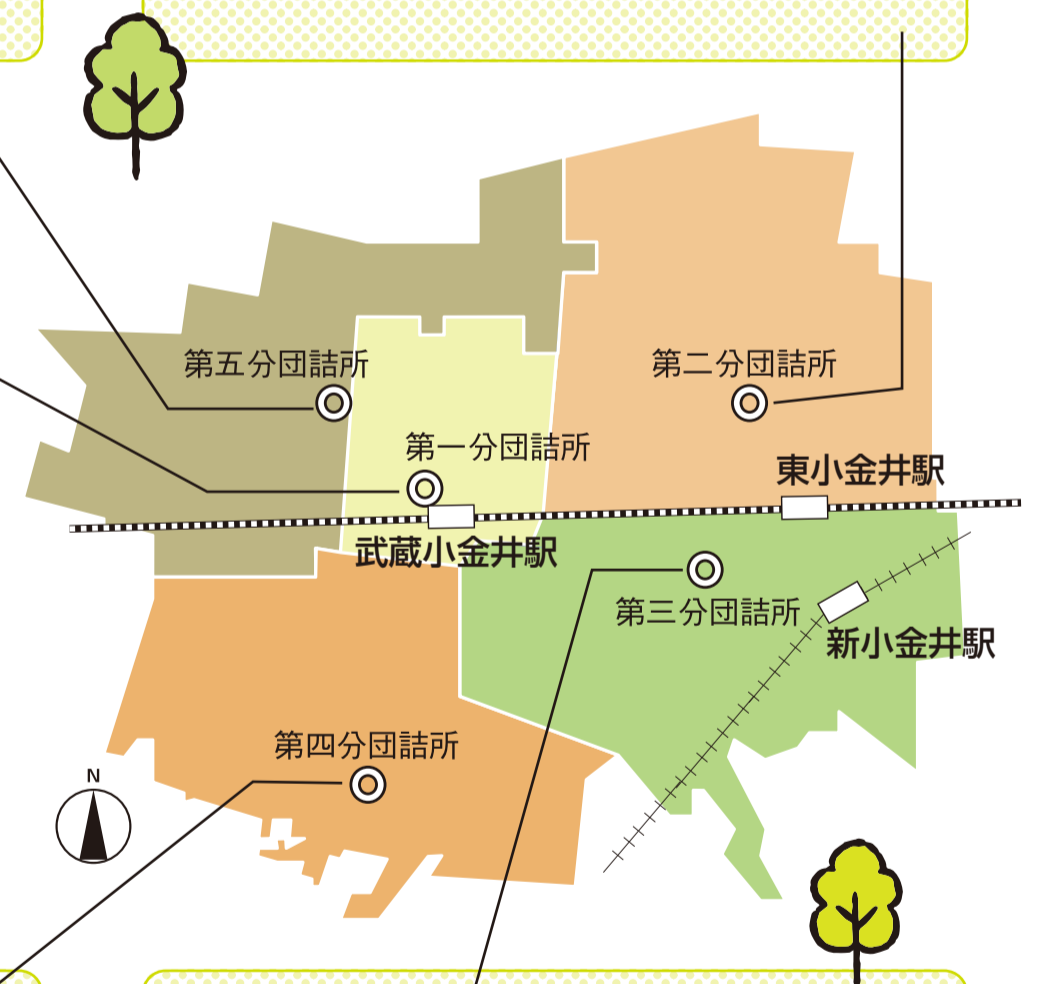 第五分団詰所
第二分団詰所
第一分団詰所
東小金井駅
武蔵小金井駅
第三分団詰所
新小金井駅
第四分団詰所
N